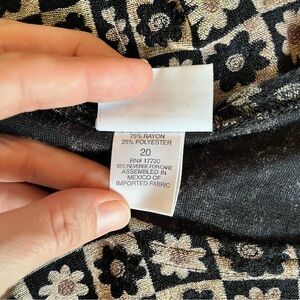 75% RAYON
25% POLYESTER
20
RN# 17730
SEE REVERSE FOR CARE
ASSEMBLED IN
MEXICO OF
IMPORTED FABRIC